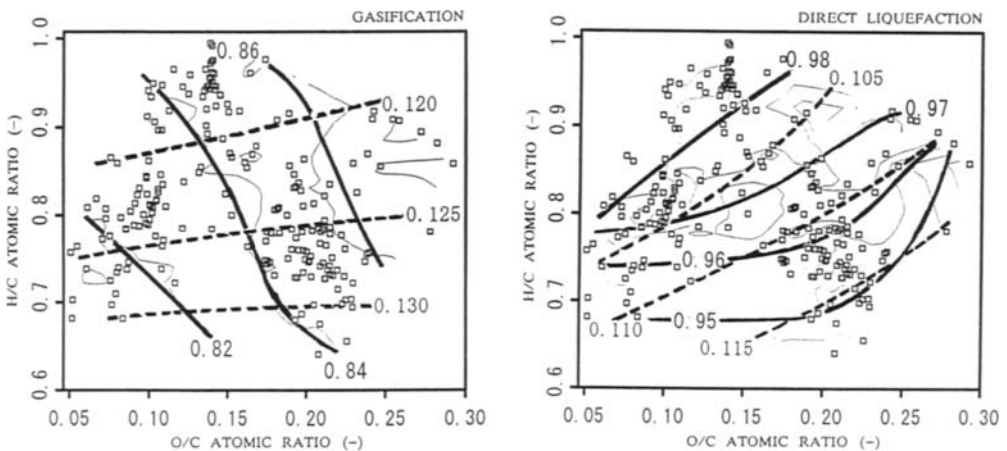 GASIFICATION
H/C ATOMIC RATIO (-)
1.0
0.9
0.8
0.7
0.6
0.86
0.120
0.125
0.130
0.82
0.84
0.05 0.10 0.15 0.20 0.25 0.30
O/C ATOMIC RATIO (-)
DIRECT LIQUEFACTION
H/C ATOMIC RATIO (-)
1.0
0.9
0.8
0.7
0.6
0.98
0.105
0.97
0.96
0.95
0.110
0.115
0.05 0.10 0.15 0.20 0.25 0.30
O/C ATOMIC RATIO (-)